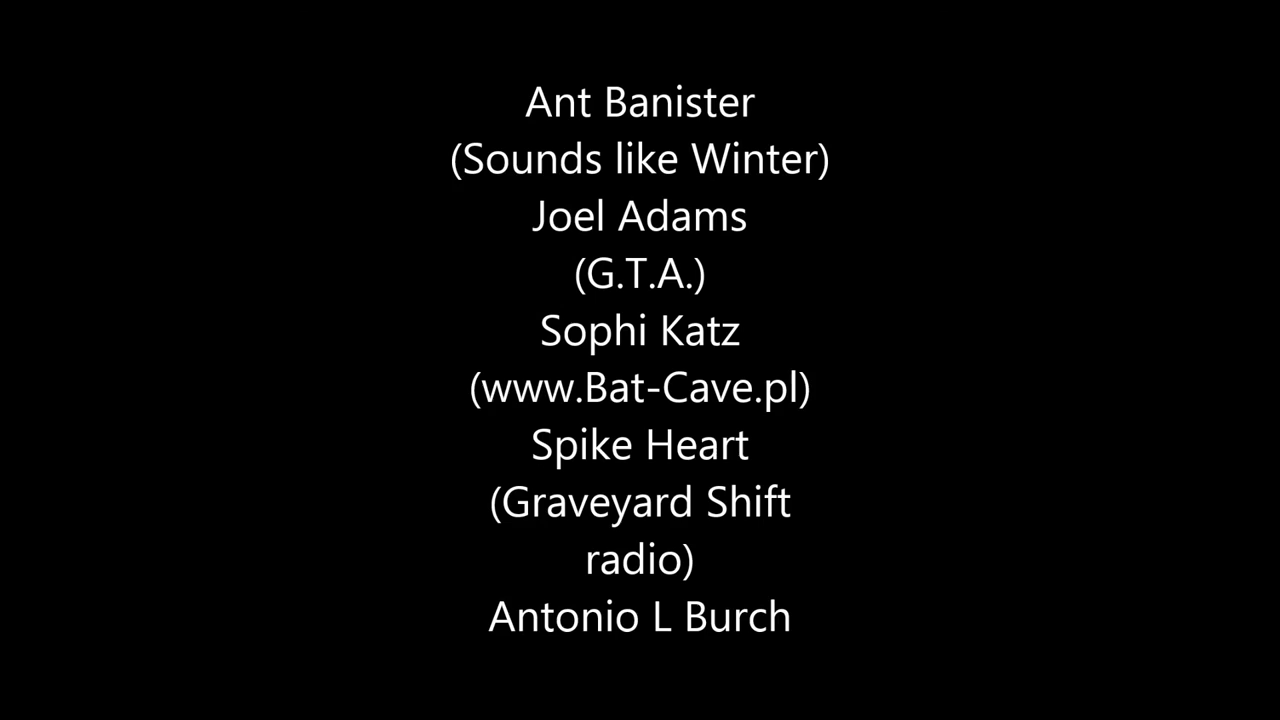 Ant Banister
(Sounds like Winter)
Joel Adams
(G.T.A.)
Sophi Katz
(www.Bat-Cave.pl)
Spike Heart
(Graveyard Shift
radio)
Antonio L Burch